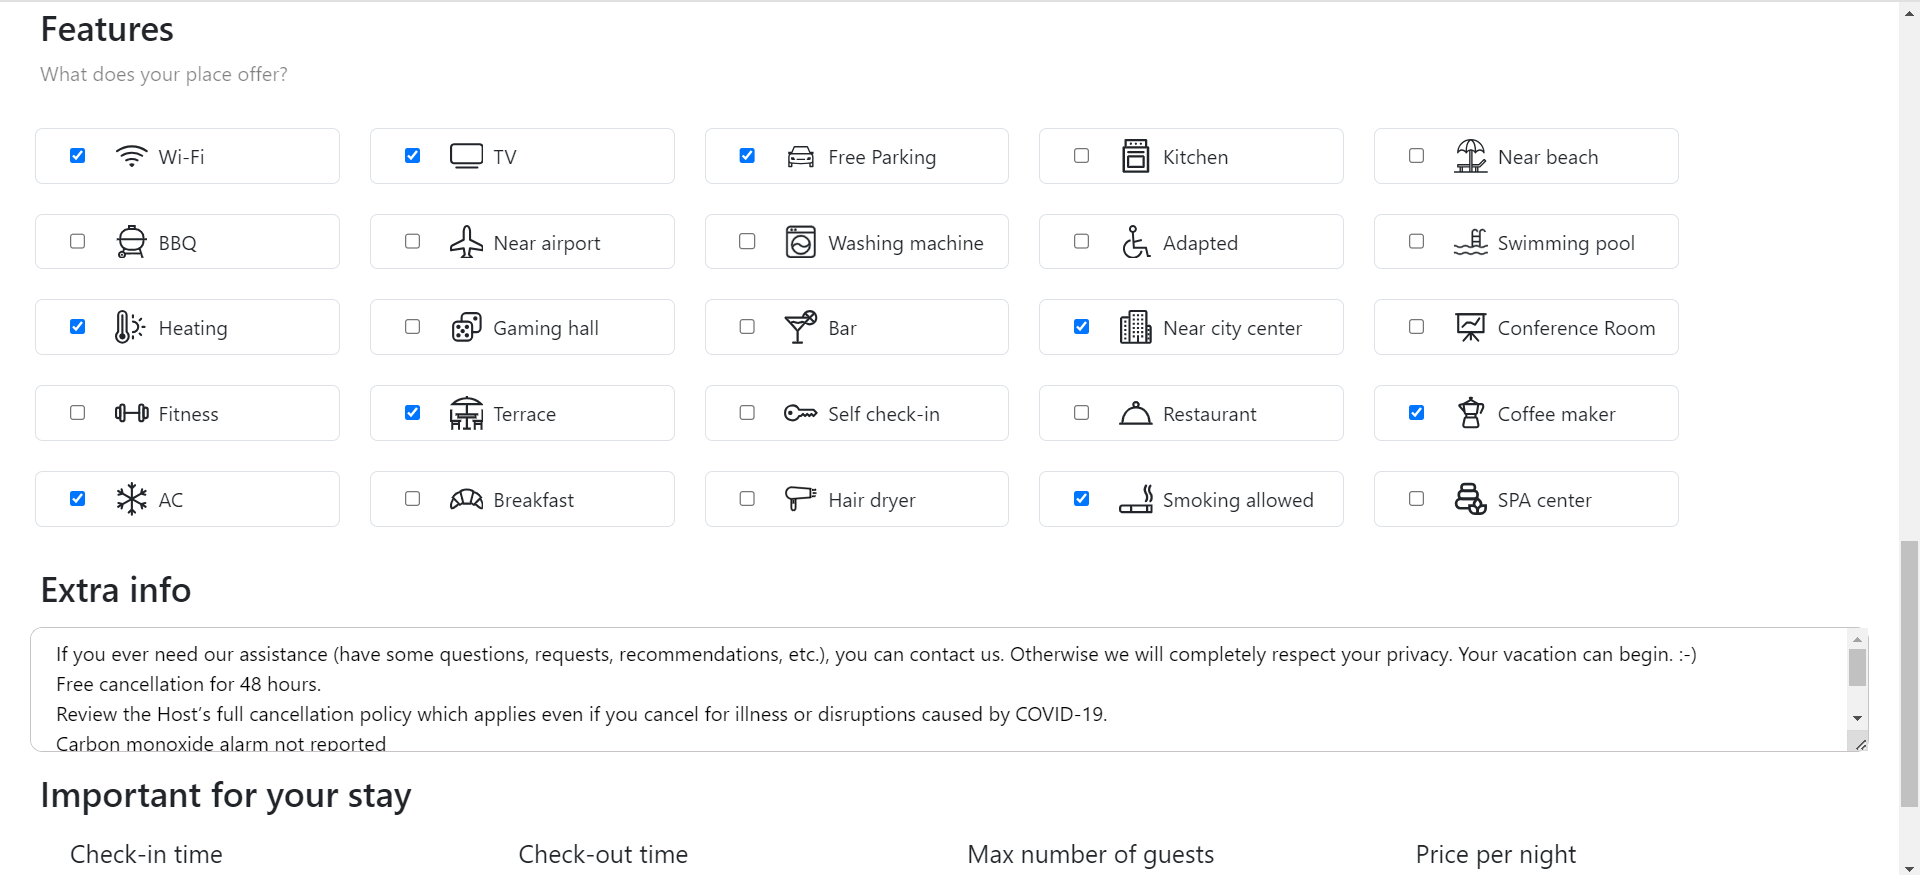 Features
What does your place offer?
Wi-Fi TV Free Parking Kitchen Near beach
BBQ Near airport Washing machine Adapted Swimming pool
Heating Gaming hall Bar Near city center Conference Room
Fitness Terrace Self check-in Restaurant Coffee maker
AC Breakfast Hair dryer Smoking allowed SPA center
Extra info
If you ever need our assistance (have some questions, requests, recommendations, etc.), you can contact us. Otherwise we will completely respect your privacy. Your vacation can begin. :-)
Free cancellation for 48 hours.
Review the Host’s full cancellation policy which applies even if you cancel for illness or disruptions caused by COVID-19.
Carbon monoxide alarm not reported
Important for your stay
Check-in time Check-out time Max number of guests Price per night